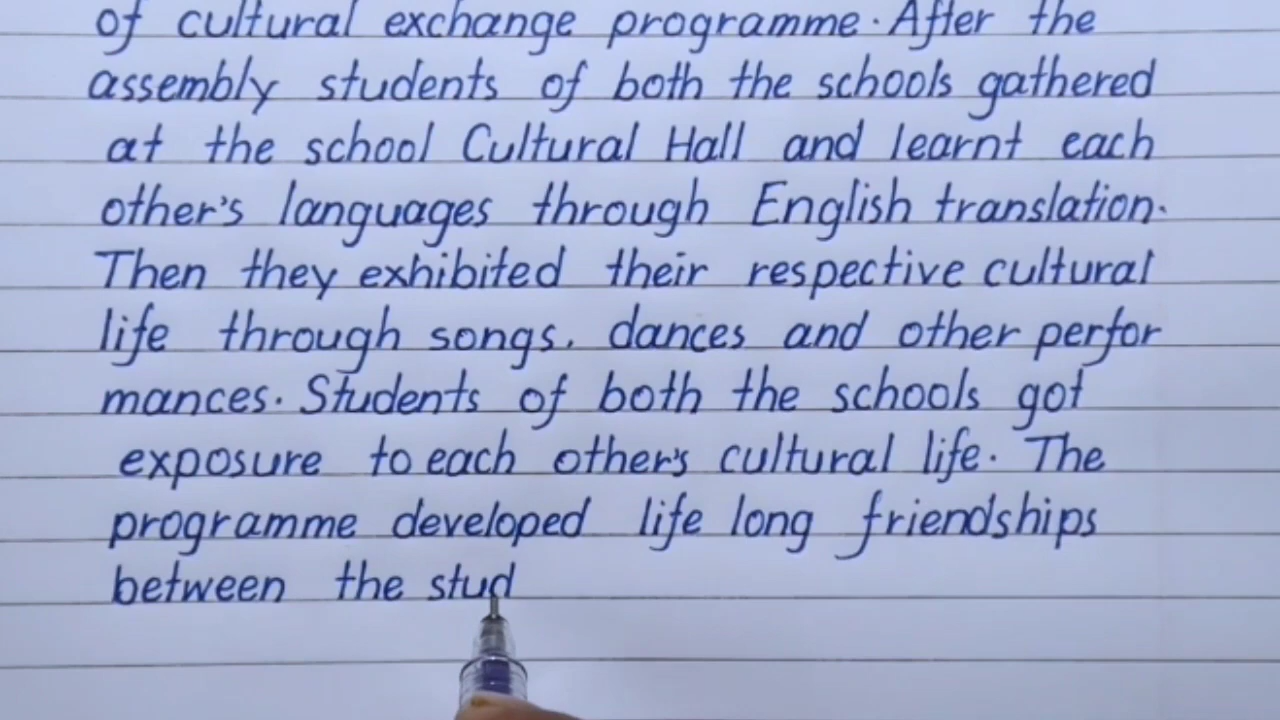 of cultural exchange programme. After the
assembly students of both the schools gathered
at the school Cultural Hall and learnt each
other's languages through English translation.
Then they exhibited their respective cultural
life through songs, dances and other perfor
mances. Students of both the schools got
exposure to each other's cultural life. The
programme developed life long friendships
between the stud